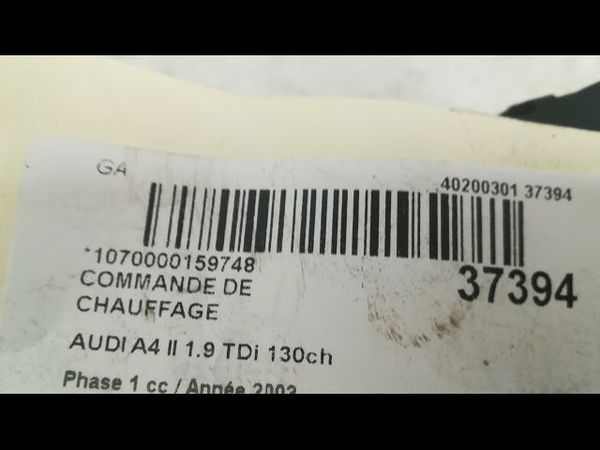 GA
40200301 37394
*1070000159748
37394
COMMANDE DE
CHAUFFAGE
AUDI A4 II 1.9 TDi 130ch
Phase 1 cc / Année